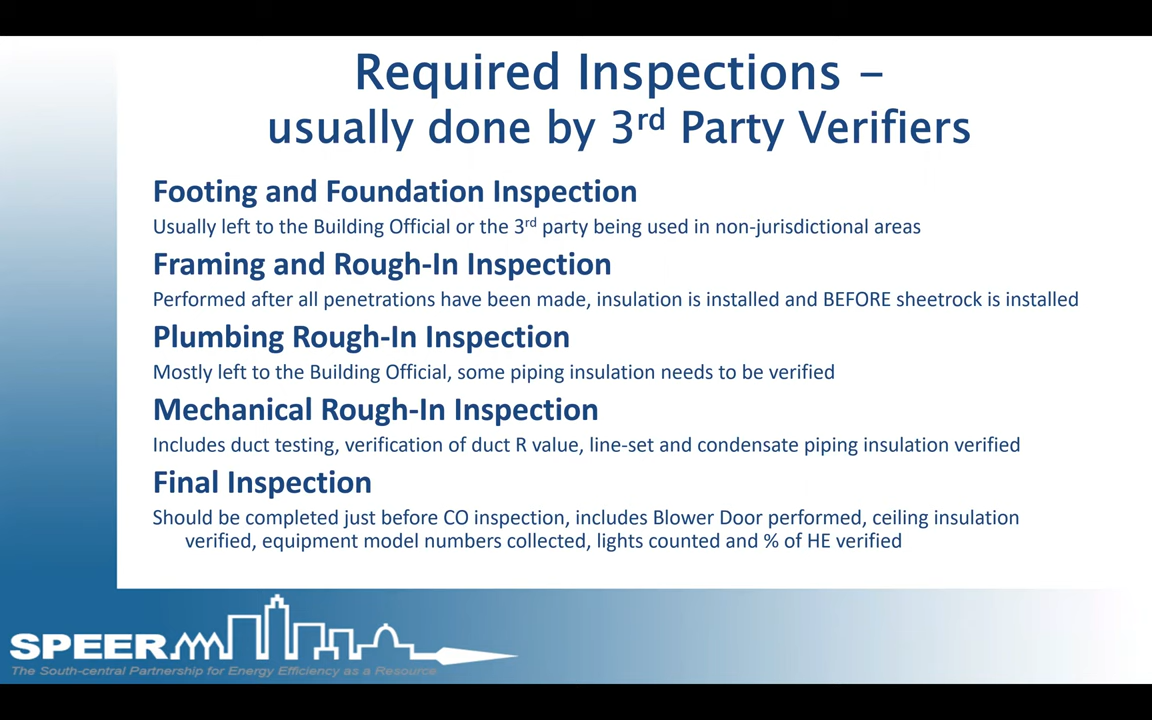 Required Inspections –
usually done by 3rd Party Verifiers
Footing and Foundation Inspection
Usually left to the Building Official or the 3rd party being used in non-jurisdictional areas
Framing and Rough-In Inspection
Performed after all penetrations have been made, insulation is installed and BEFORE sheetrock is installed
Plumbing Rough-In Inspection
Mostly left to the Building Official, some piping insulation needs to be verified
Mechanical Rough-In Inspection
Includes duct testing, verification of duct R value, line-set and condensate piping insulation verified
Final Inspection
Should be completed just before CO inspection, includes Blower Door performed, ceiling insulation
verified, equipment model numbers collected, lights counted and % of HE verified
SPEER
The South-central Partnership for Energy Efficiency as a Resource